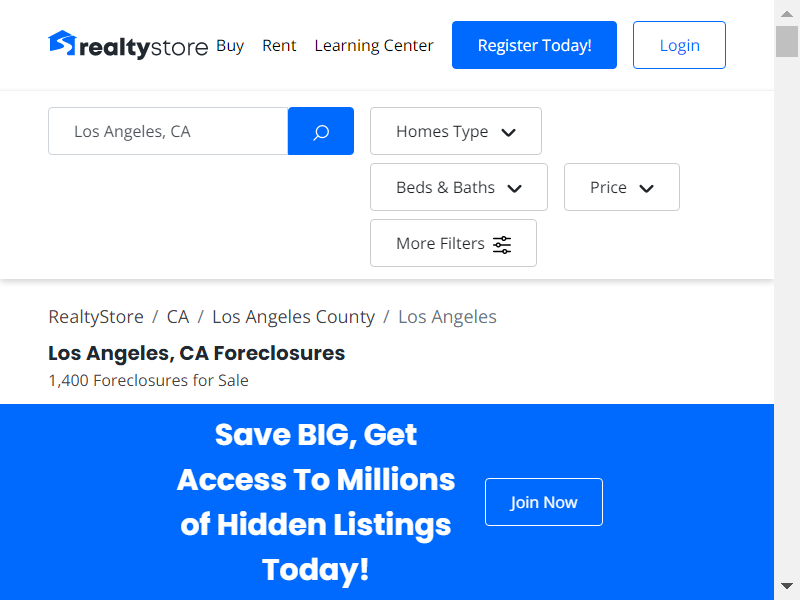 realtystore Buy Rent Learning Center Register Today! Login
Los Angeles, CA Homes Type
Beds & Baths Price
More Filters
RealtyStore / CA / Los Angeles County / Los Angeles
Los Angeles, CA Foreclosures
1,400 Foreclosures for Sale
Save BIG, Get
Access To Millions
of Hidden Listings
Today!
Join Now